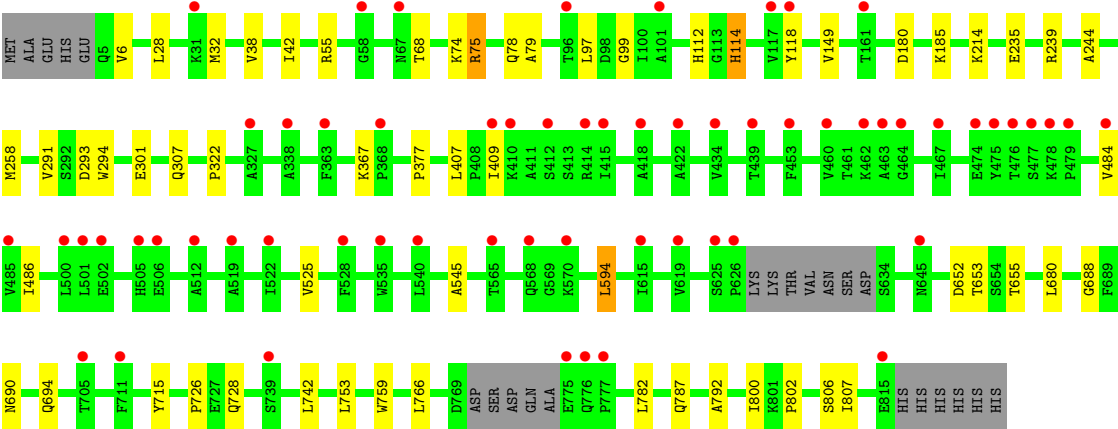 MET ALA GLU HIS GLU Q5 V6 L28 K31 M32 V38 I42 R55 G58 N67 T68 K74 R75 Q78 A79 T96 L97 D98 G99 I100 A101 H112 G113 H114 V117 Y118 V149 T161 D180 K185 K214 E235 R239 A244
M258 V291 S292 D293 W294 E301 Q307 P322 A327 A338 F363 K367 P368 P377 L407 P408 I409 K410 A411 S412 S413 R414 I415 A418 A422 V434 T439 F453 V460 T461 K462 A463 G464 I467 E474 Y475 T476 S477 K478 P479 V484
V485 I486 L500 L501 E502 H505 E506 A512 A519 I522 V525 F528 W535 L540 A545 T565 Q568 G569 K570 L594 I615 V619 S625 P626 LYS LYS THR VAL ASN SER ASP S634 N645 D652 T653 S654 T655 L680 G688 F689
N690 Q694 T705 F711 Y715 P726 E727 Q728 S739 L742 L753 W759 L766 D769 ASP SER ASP GLN ALA E775 Q776 P777 L782 Q787 A792 I800 K801 P802 S806 I807 E815 HIS HIS HIS HIS HIS HIS